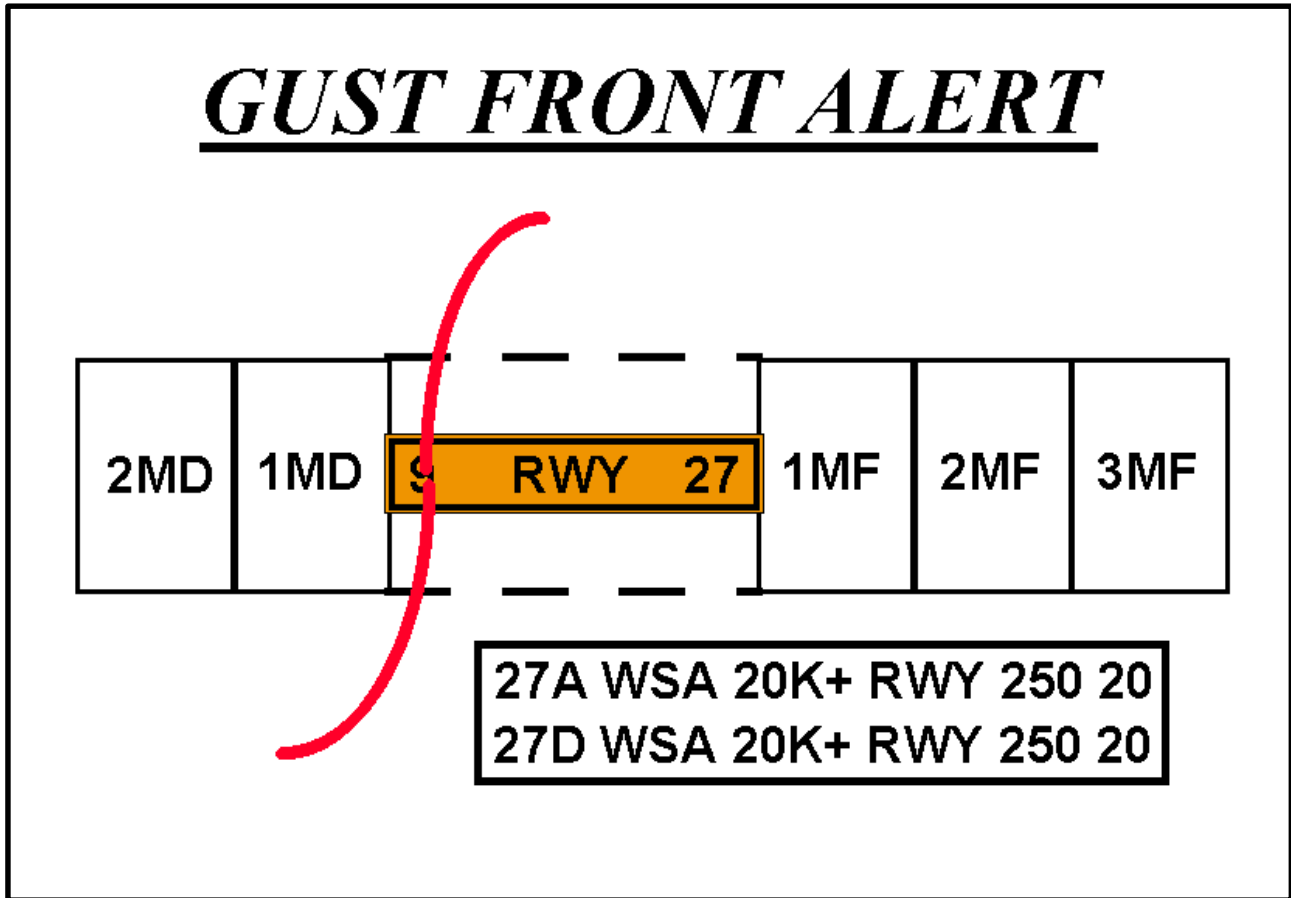 GUST FRONT ALERT
2MD 1MD 9 RWY 27 1MF 2MF 3MF
27A WSA 20K+ RWY 250 20
27D WSA 20K+ RWY 250 20